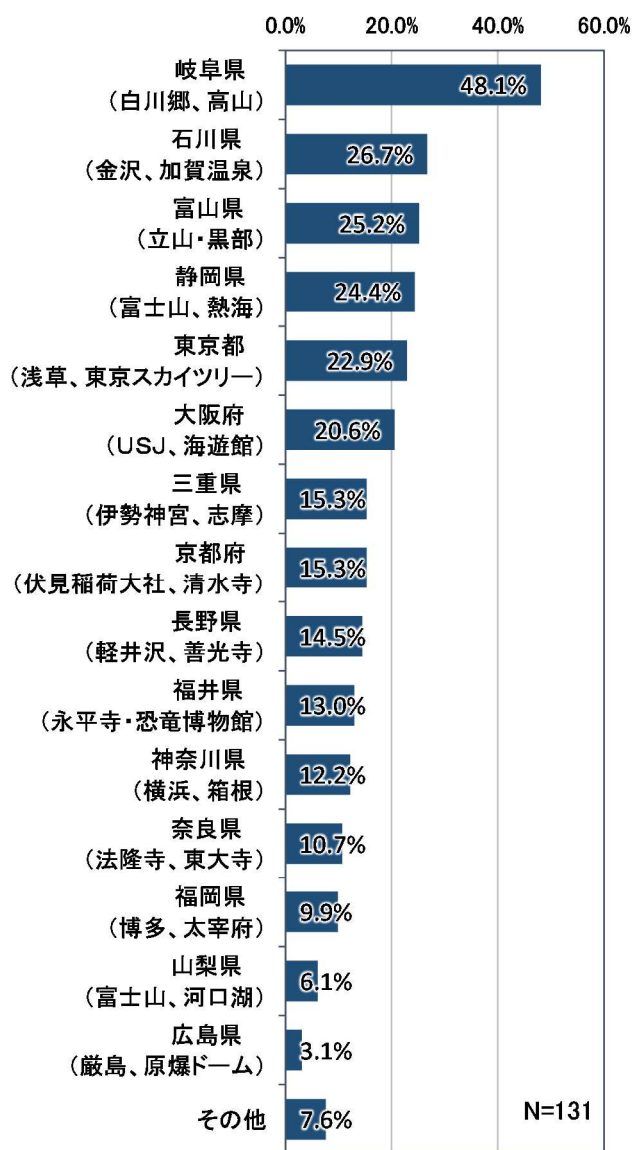 0.0% 20.0% 40.0% 60.0%
岐阜県
(白川郷、高山)
48.1%
石川県
(金沢、加賀温泉)
26.7%
富山県
(立山・黒部)
25.2%
静岡県
(富士山、熱海)
24.4%
東京都
(浅草、東京スカイツリー)
22.9%
大阪府
(USJ、海遊館)
20.6%
三重県
(伊勢神宮、志摩)
15.3%
京都府
(伏見稲荷大社、清水寺)
15.3%
長野県
(軽井沢、善光寺)
14.5%
福井県
(永平寺・恐竜博物館)
13.0%
神奈川県
(横浜、箱根)
12.2%
奈良県
(法隆寺、東大寺)
10.7%
福岡県
(博多、太宰府)
9.9%
山梨県
(富士山、河口湖)
6.1%
広島県
(厳島、原爆ドーム)
3.1%
その他
7.6%
N=131